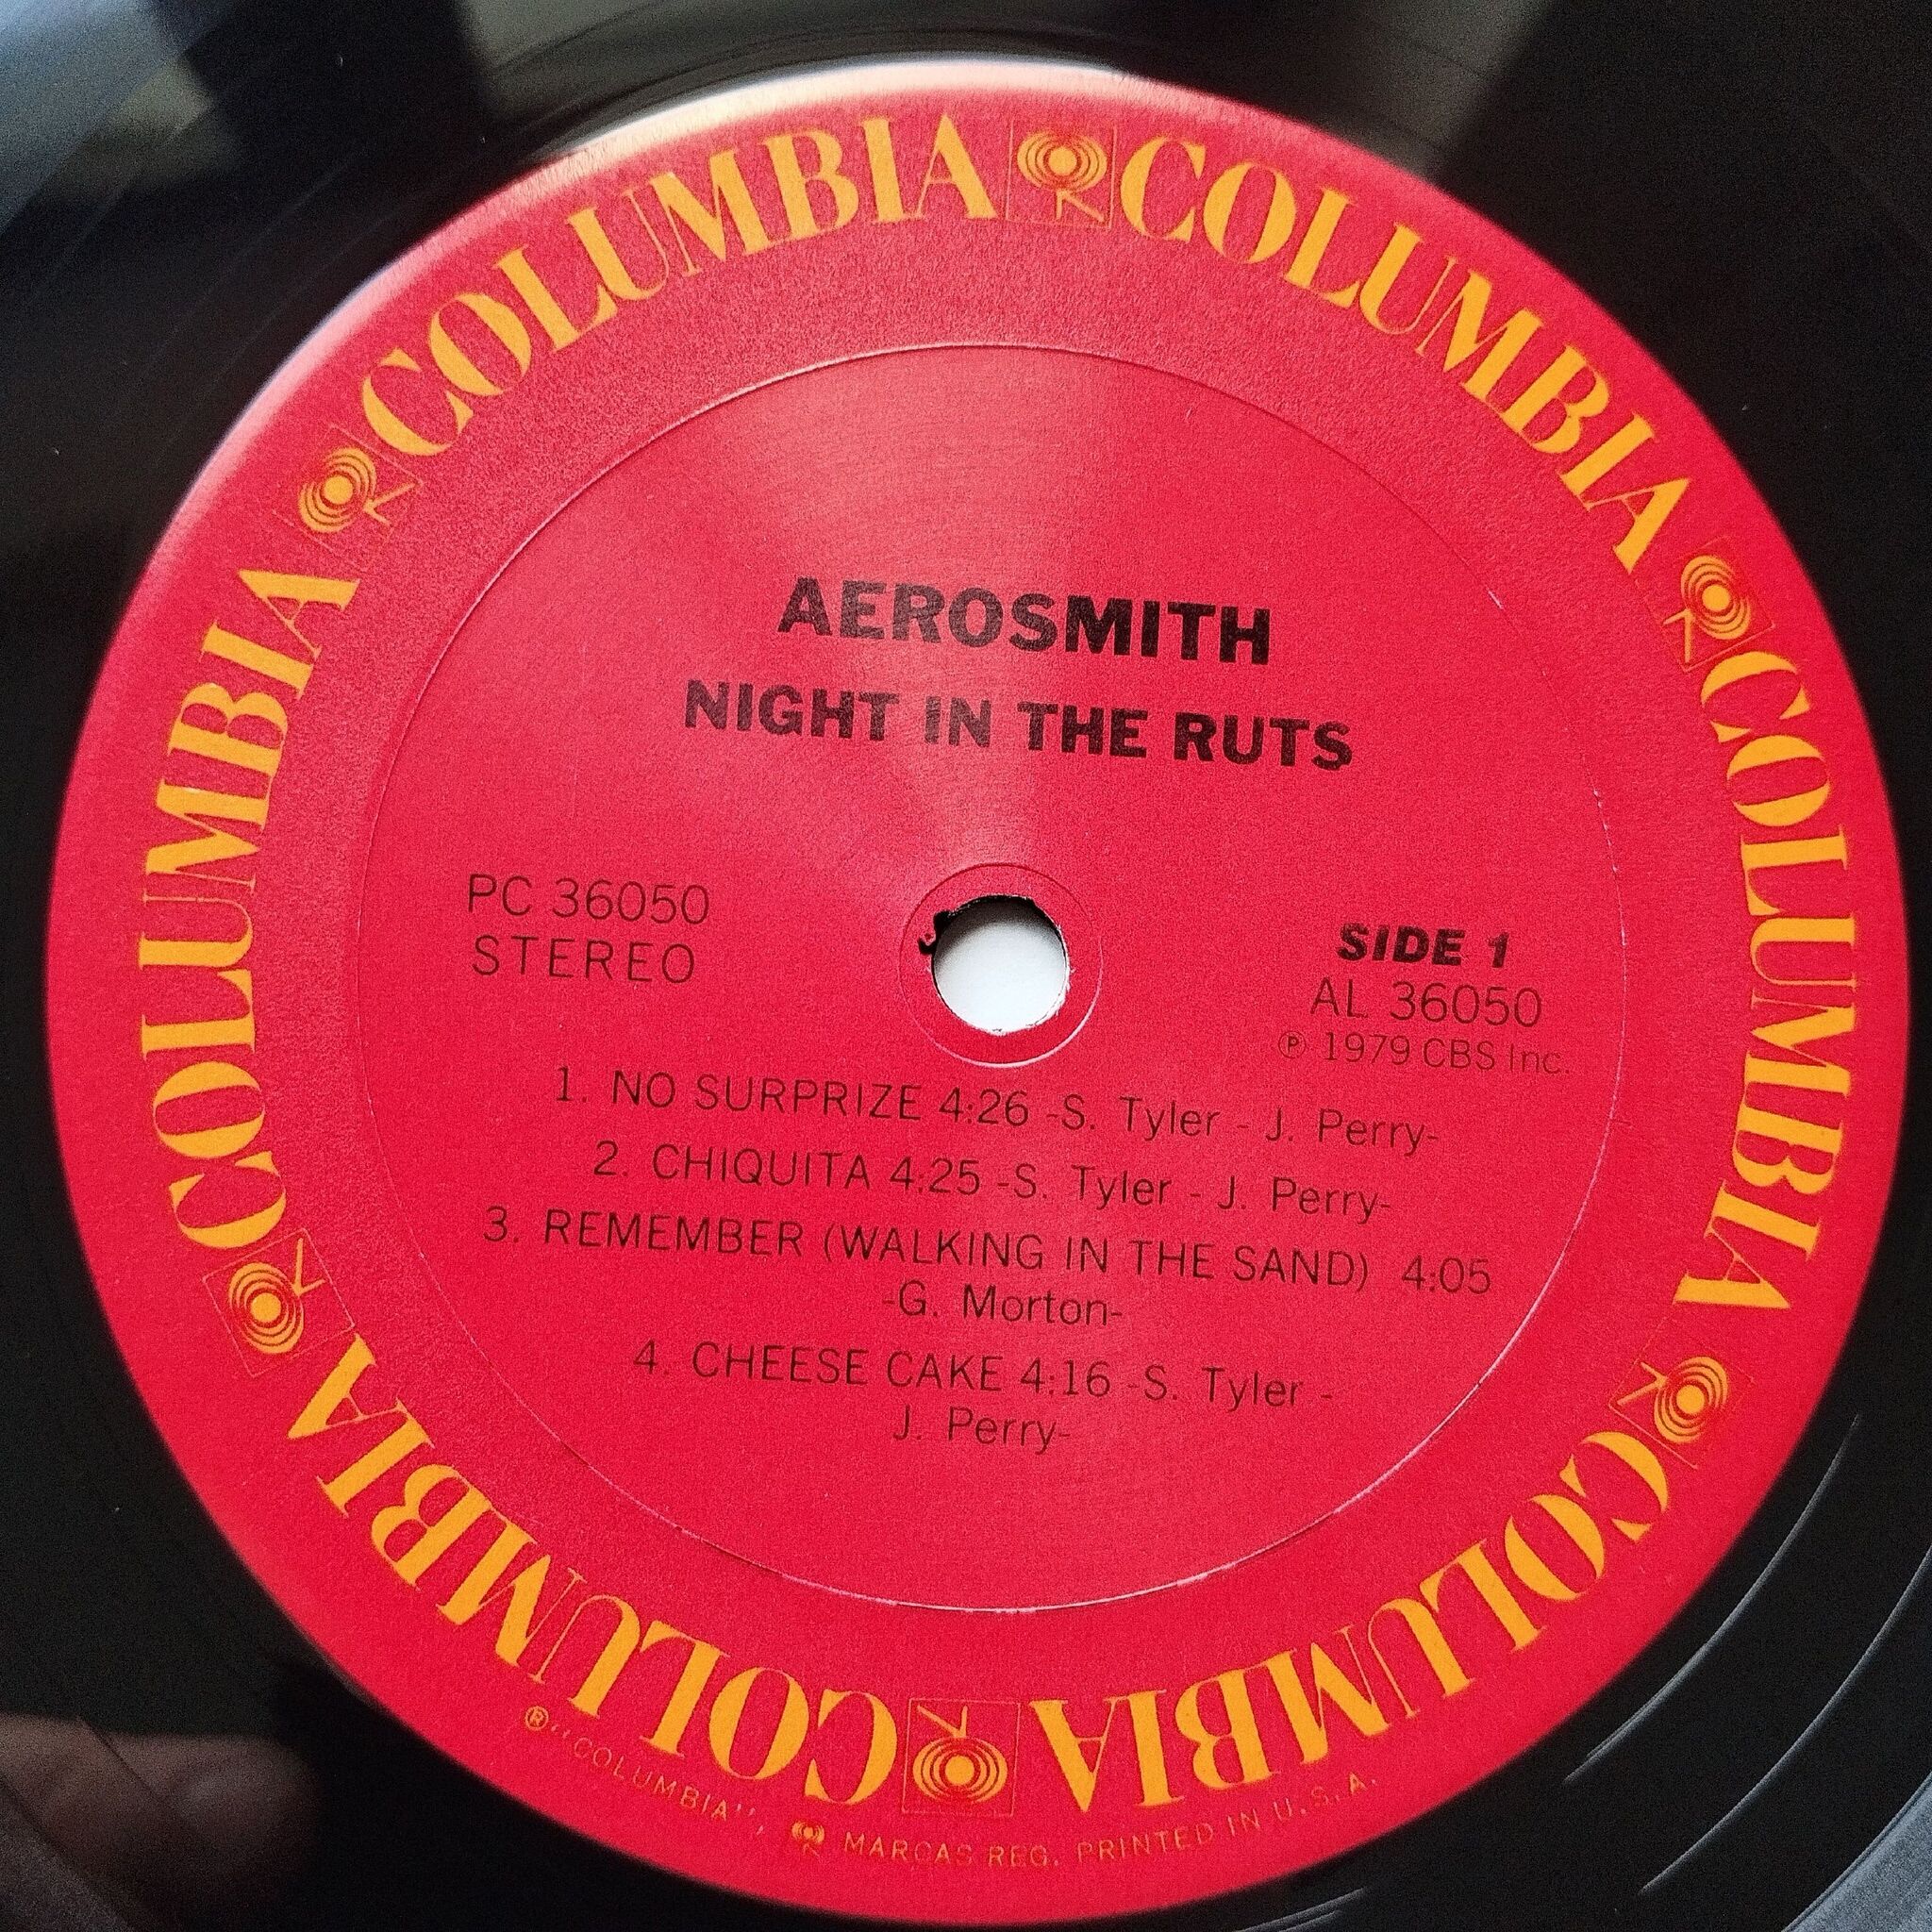 COLUMBIA COLUMBIA COLUMBIA COLUMBIA COLUMBIA COLUMBIA
AEROSMITH
NIGHT IN THE RUTS
PC 36050
STEREO
SIDE 1
AL 36050
℗ 1979 CBS Inc.
1. NO SURPRIZE 4:26 -S. Tyler - J. Perry-
2. CHIQUITA 4:25 -S. Tyler - J. Perry-
3. REMEMBER (WALKING IN THE SAND) 4:05
-G. Morton-
4. CHEESE CAKE 4:16 -S. Tyler -
J. Perry-
® "COLUMBIA", MARCAS REG. PRINTED IN U.S.A.